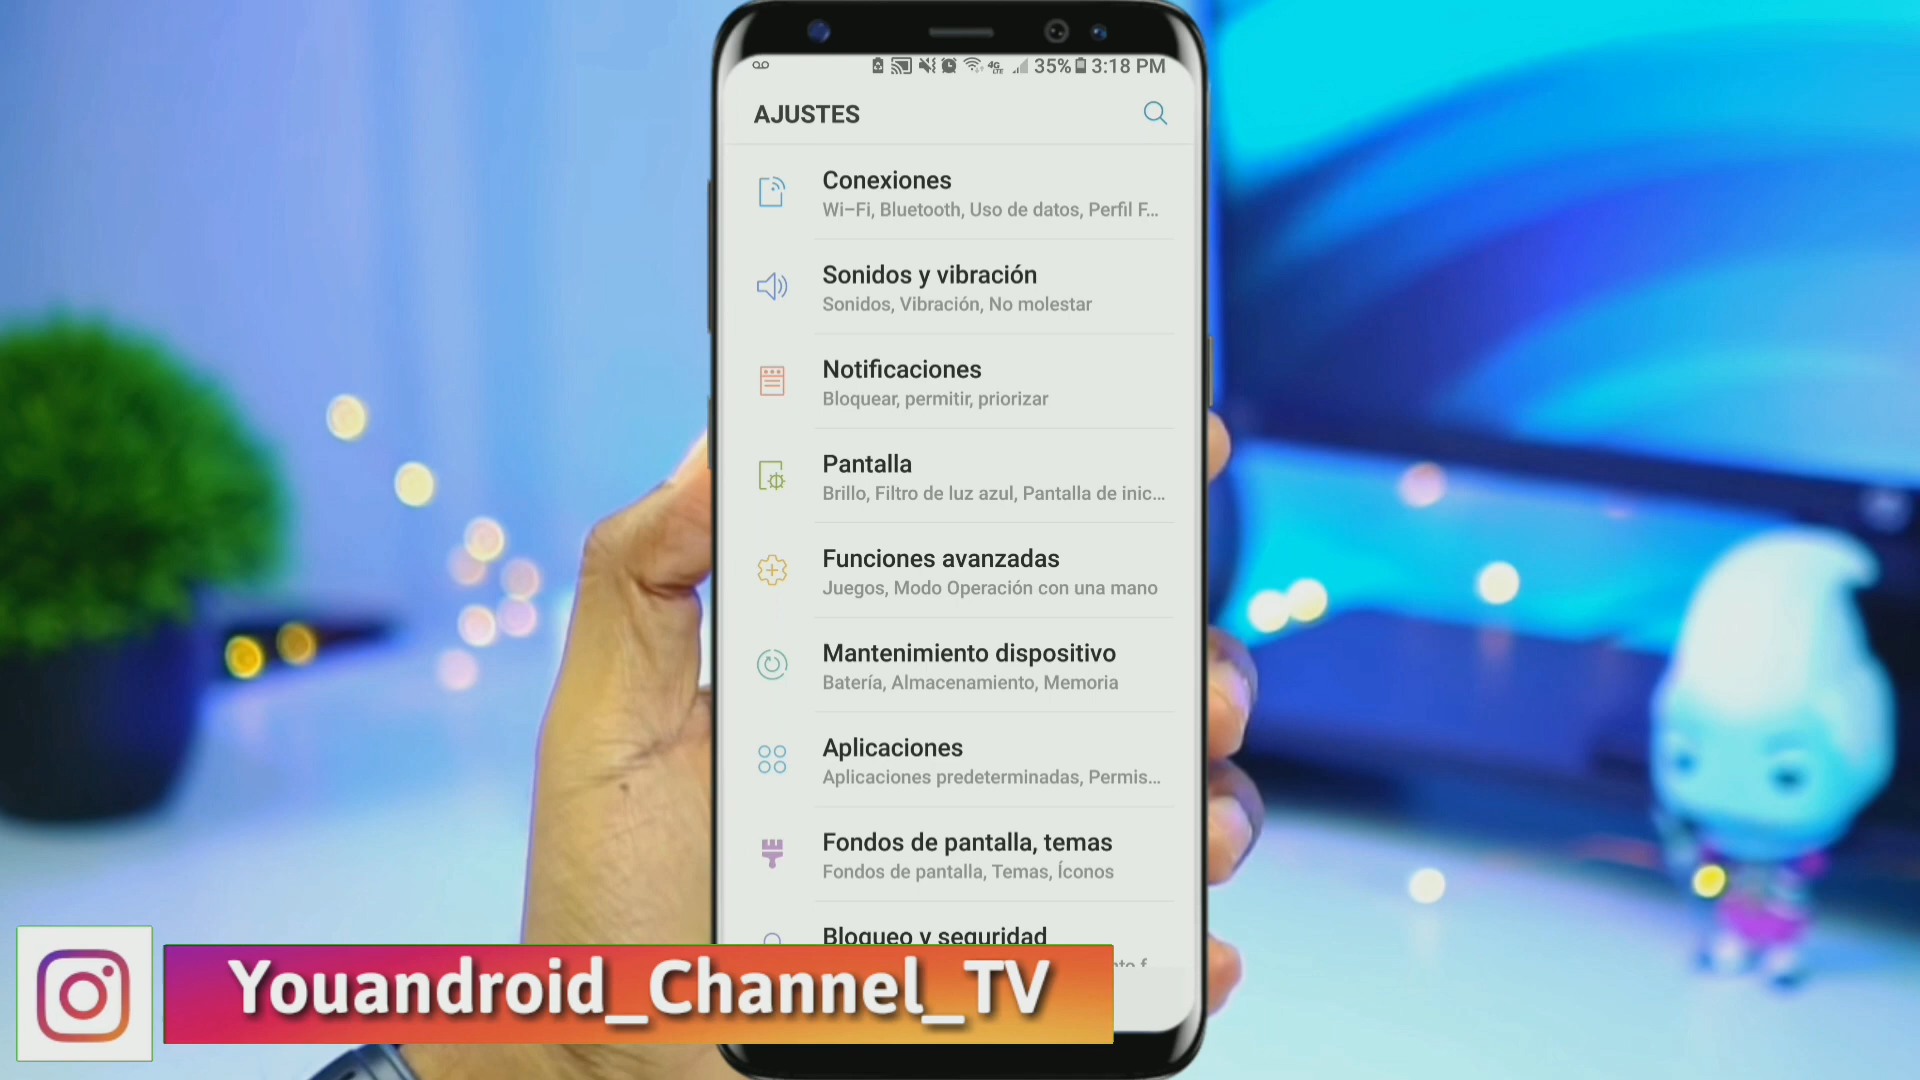 35% 3:18 PM
AJUSTES
Conexiones
Wi-Fi, Bluetooth, Uso de datos, Perfil F...
Sonidos y vibración
Sonidos, Vibración, No molestar
Notificaciones
Bloquear, permitir, priorizar
Pantalla
Brillo, Filtro de luz azul, Pantalla de inic...
Funciones avanzadas
Juegos, Modo Operación con una mano
Mantenimiento dispositivo
Batería, Almacenamiento, Memoria
Aplicaciones
Aplicaciones predeterminadas, Permis...
Fondos de pantalla, temas
Fondos de pantalla, Temas, Íconos
Bloqueo y seguridad
Youandroid_Channel_TV